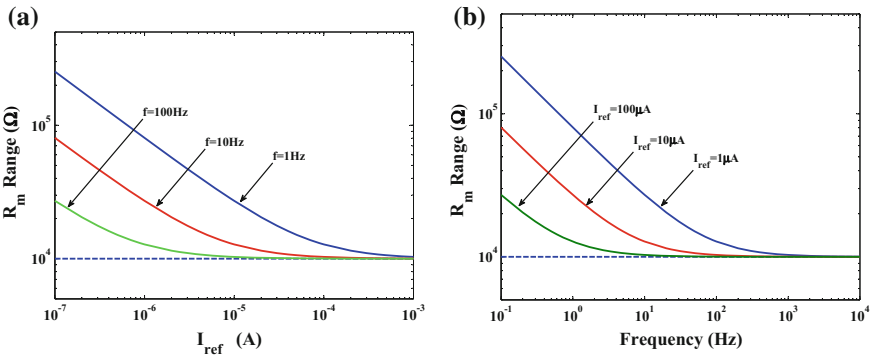 (a)
R_m Range (Ω)
10^5
10^4
f=100Hz
f=10Hz
f=1Hz
10^-7 10^-6 10^-5 10^-4 10^-3
I_ref (A)
(b)
R_m Range (Ω)
10^5
10^4
I_ref=100μA
I_ref=10μA
I_ref=1μA
10^-1 10^0 10^1 10^2 10^3 10^4
Frequency (Hz)